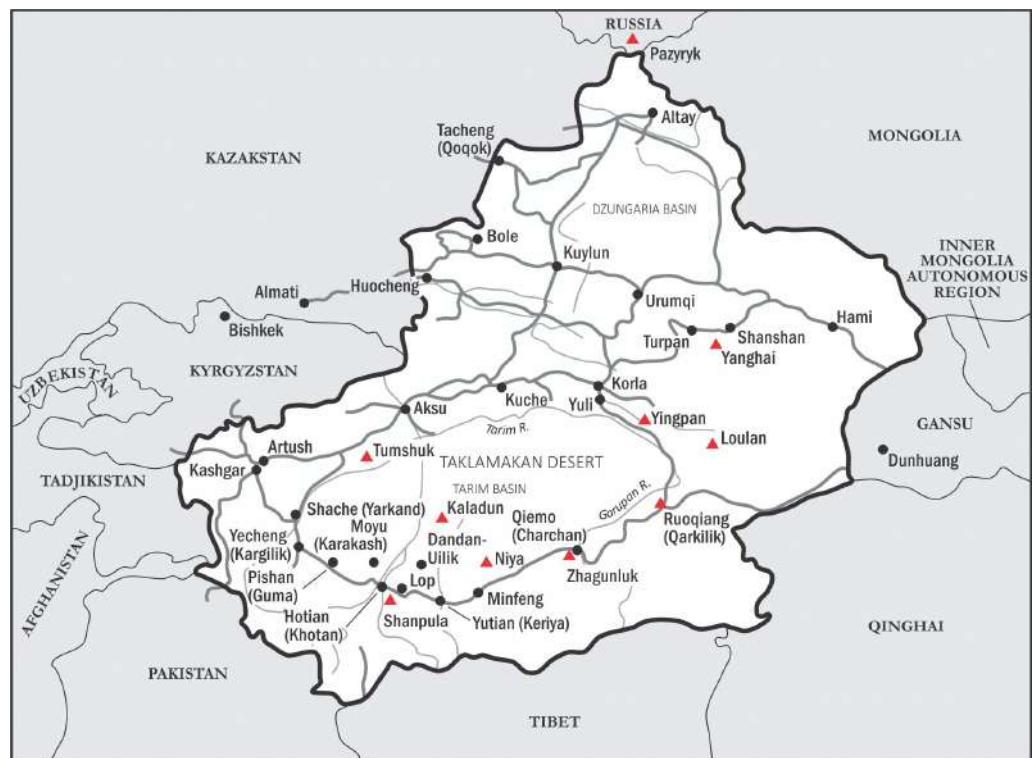 RUSSIA
Pazyryk
Altay
MONGOLIA
Tacheng
(Qoqok)
KAZAKSTAN
DZUNGARIA BASIN
Bole
Kuylun
INNER
MONGOLIA
AUTONOMOUS
REGION
Huocheng
Almati
Urumqi
Bishkek
Hami
Turpan
Shanshan
Yanghai
UZBEKISTAN
KYRGYZSTAN
Korla
Kuche
Yuli
Aksu
Yingpan
GANSU
Tarim R.
Loulan
Artush
Tumshuk
TAKLAMAKAN DESERT
Dunhuang
Kashgar
TADJIKISTAN
TARIM BASIN
Garupan R.
Shache (Yarkand)
Kaladun
Qiemo
(Charchan)
Ruoqiang
(Qarkilik)
Moyu
(Karakash)
Yecheng
(Kargilik)
Dandan-
Uilik
Niya
Zhagunluk
Pishan
(Guma)
Lop
Minfeng
AFGHANISTAN
Hotian
(Khotan)
Shanpula
Yutian (Keriya)
QINGHAI
PAKISTAN
TIBET